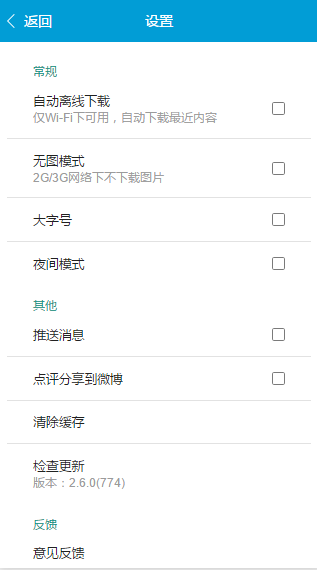 返回
设置
常规
自动离线下载
仅Wi-Fi下可用，自动下载最近内容
无图模式
2G/3G网络下不下载图片
大字号
夜间模式
其他
推送消息
点评分享到微博
清除缓存
检查更新
版本：2.6.0(774)
反馈
意见反馈